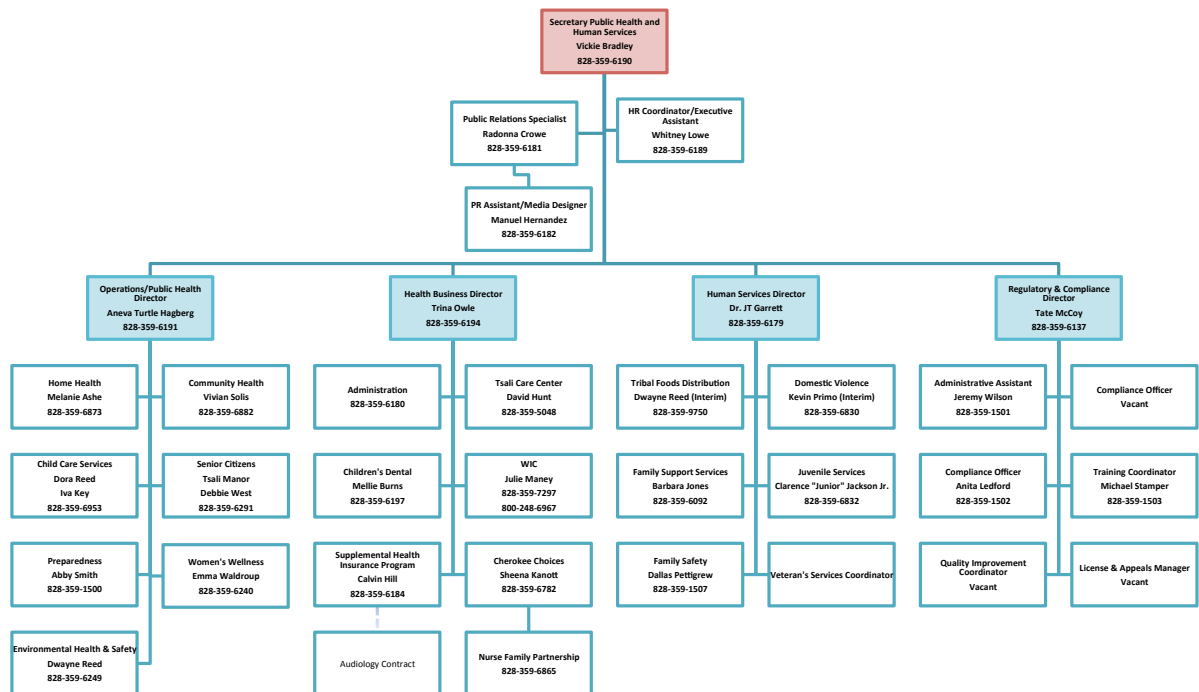 Secretary Public Health and
Human Services
Vickie Bradley
828-359-6190
Public Relations Specialist
Radonna Crowe
828-359-6181
HR Coordinator/Executive
Assistant
Whitney Lowe
828-359-6189
PR Assistant/Media Designer
Manuel Hernandez
828-359-6182
Operations/Public Health
Director
Aneva Turtle Hagberg
828-359-6191
Health Business Director
Trina Owle
828-359-6194
Human Services Director
Dr. JT Garrett
828-359-6179
Regulatory & Compliance
Director
Tate McCoy
828-359-6137
Home Health
Melanie Ashe
828-359-6873
Community Health
Vivian Solis
828-359-6882
Administration
828-359-6180
Tsali Care Center
David Hunt
828-359-5048
Tribal Foods Distribution
Dwayne Reed (Interim)
828-359-9750
Domestic Violence
Kevin Primo (Interim)
828-359-6830
Administrative Assistant
Jeremy Wilson
828-359-1501
Compliance Officer
Vacant
Child Care Services
Dora Reed
Iva Key
828-359-6953
Senior Citizens
Tsali Manor
Debbie West
828-359-6291
Children's Dental
Mellie Burns
828-359-6197
WIC
Julie Maney
828-359-7297
800-248-6967
Family Support Services
Barbara Jones
828-359-6092
Juvenile Services
Clarence "Junior" Jackson Jr.
828-359-6832
Compliance Officer
Anita Ledford
828-359-1502
Training Coordinator
Michael Stamper
828-359-1503
Preparedness
Abby Smith
828-359-1500
Women's Wellness
Emma Waldroup
828-359-6240
Supplemental Health
Insurance Program
Calvin Hill
828-359-6184
Cherokee Choices
Sheena Kanott
828-359-6782
Family Safety
Dallas Pettigrew
828-359-1507
Veteran's Services Coordinator
Quality Improvement
Coordinator
Vacant
License & Appeals Manager
Vacant
Environmental Health & Safety
Dwayne Reed
828-359-6249
Audiology Contract
Nurse Family Partnership
828-359-6865